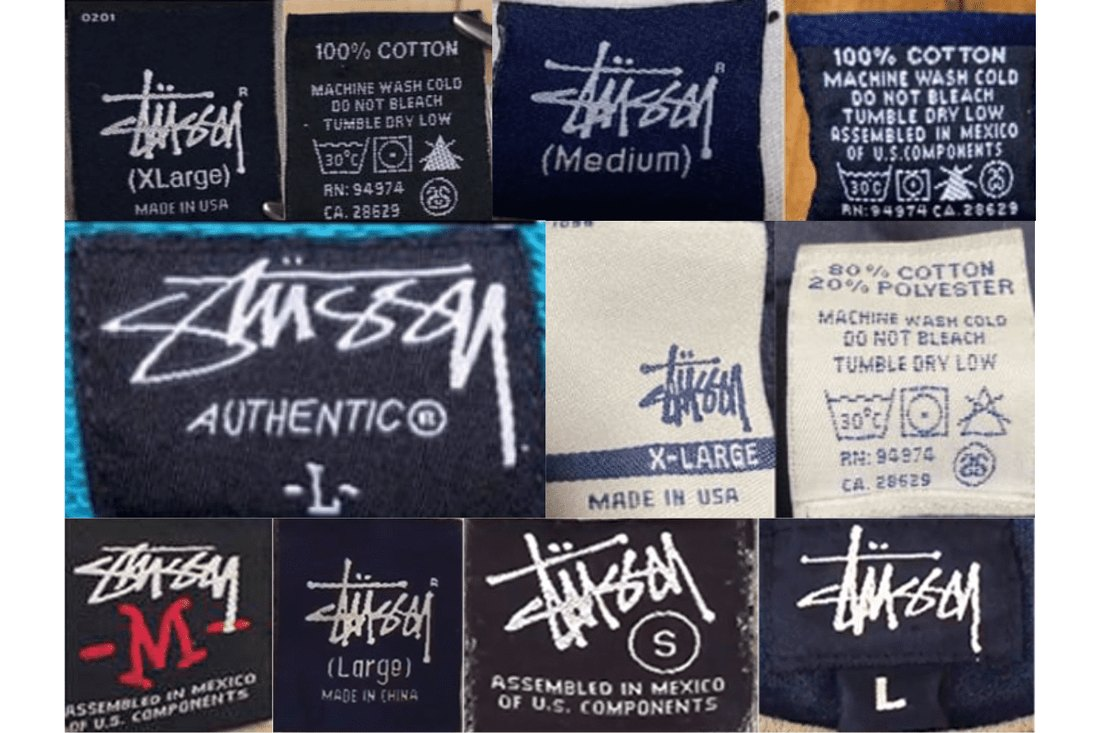 0201
Stüssy R
(XLarge)
MADE IN USA
100% COTTON
MACHINE WASH COLD
DO NOT BLEACH
TUMBLE DRY LOW
30°C
RN: 94974
CA. 28629
Stüssy R
(Medium)
100% COTTON
MACHINE WASH COLD
DO NOT BLEACH
TUMBLE DRY LOW
ASSEMBLED IN MEXICO
OF U.S.COMPONENTS
30°C
RN: 94974 CA. 28629
Stüssy
AUTHENTIC
-L-
Stüssy
X-LARGE
MADE IN USA
80% COTTON
20% POLYESTER
MACHINE WASH COLD
DO NOT BLEACH
TUMBLE DRY LOW
30°C
RN: 94974
CA. 28629
Stüssy
-M-
ASSEMBLED IN MEXICO
OF U.S. COMPONENTS
Stüssy R
(Large)
MADE IN CHINA
Stüssy
S
ASSEMBLED IN MEXICO
OF U.S. COMPONENTS
Stüssy
L